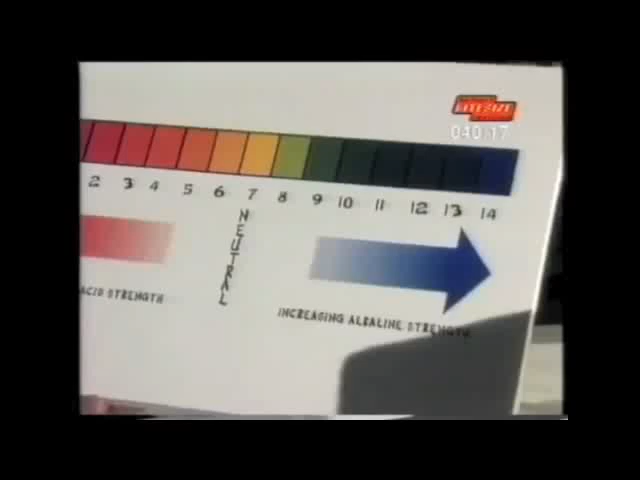 BITESIZE
040:17
2 3 4 5 6 7 8 9 10 11 12 13 14
NEUTRAL
ACID STRENGTH
INCREASING ALKALINE STRENGTH